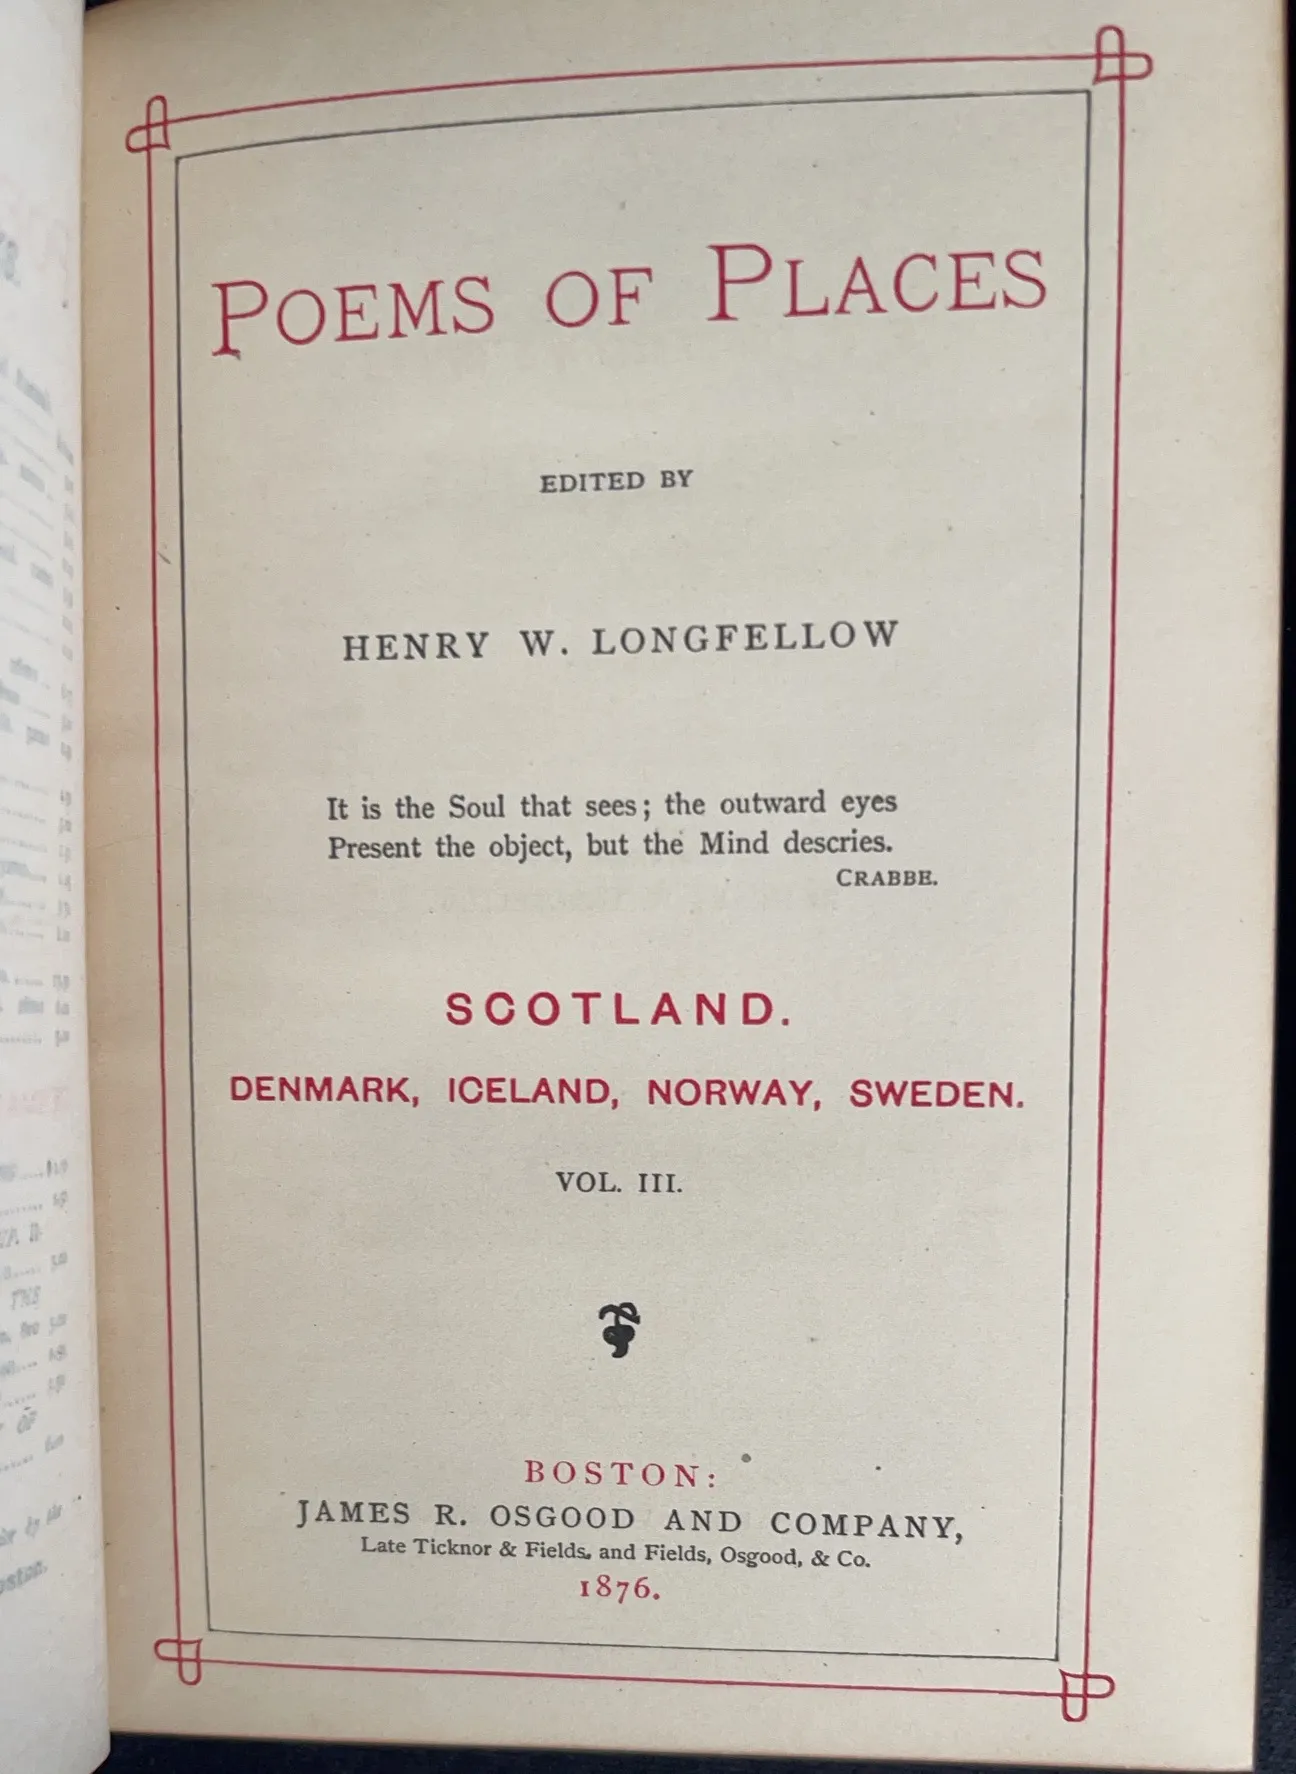 POEMS OF PLACES
EDITED BY
HENRY W. LONGFELLOW
It is the Soul that sees; the outward eyes
Present the object, but the Mind descries.
CRABBE.
SCOTLAND.
DENMARK, ICELAND, NORWAY, SWEDEN.
VOL. III.
BOSTON:
JAMES R. OSGOOD AND COMPANY,
Late Ticknor & Fields, and Fields, Osgood, & Co.
1876.